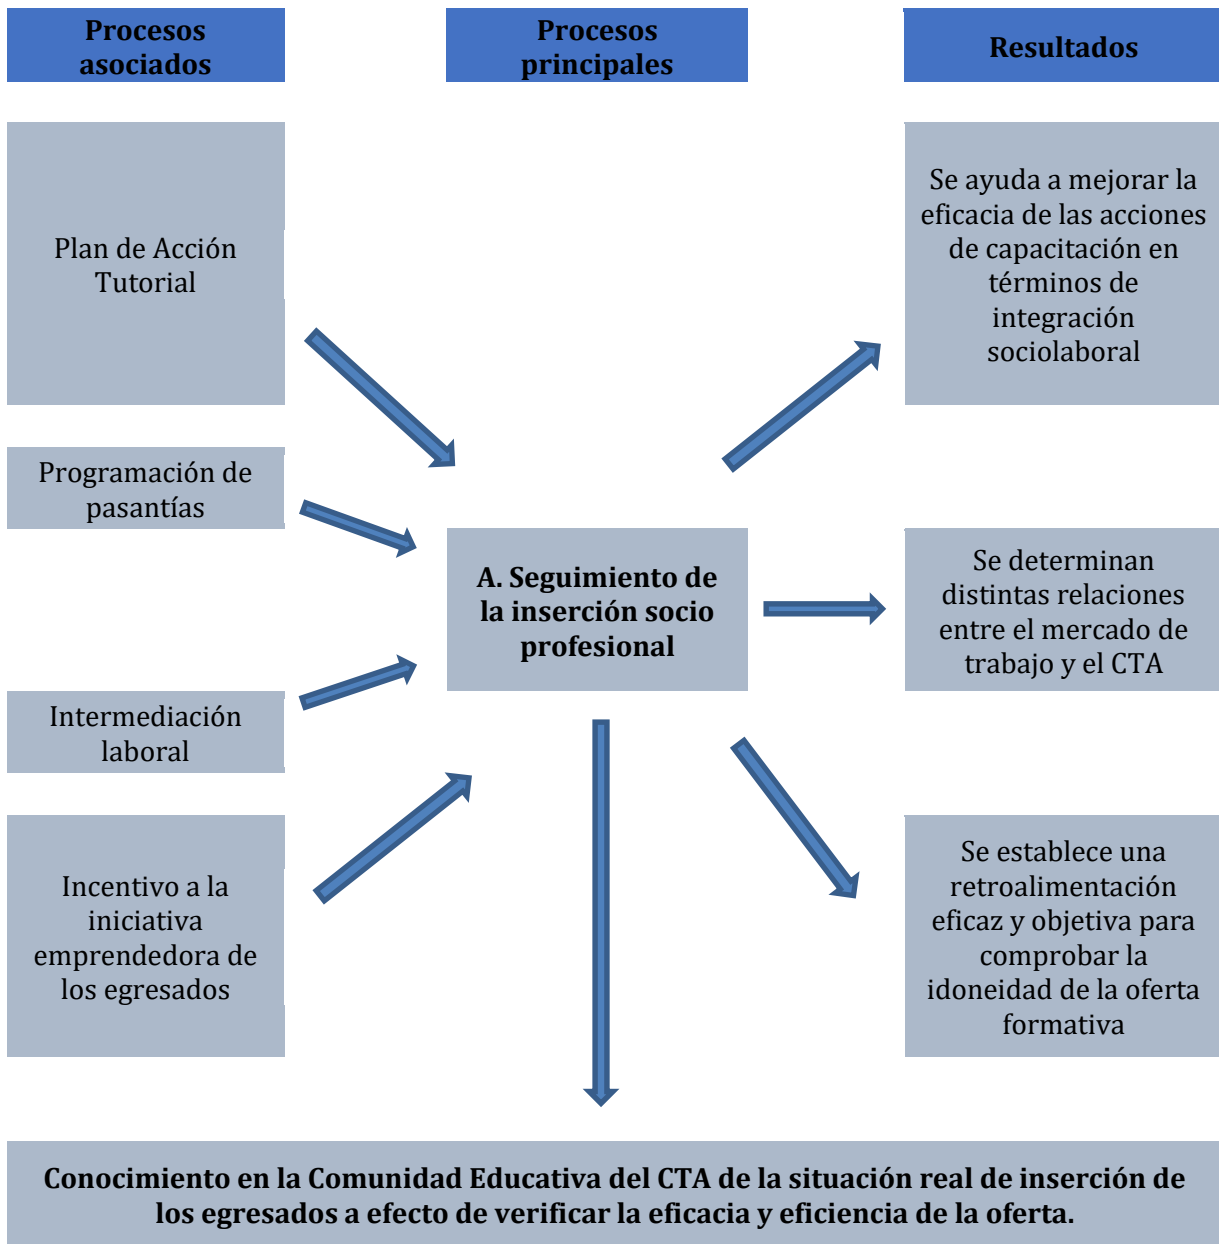 Procesos
asociados
Procesos
principales
Resultados
Plan de Acción
Tutorial
Programación de
pasantías
Intermediación
laboral
Incentivo a la
iniciativa
emprendedora de
los egresados
A. Seguimiento de
la inserción socio
profesional
Se ayuda a mejorar la
eficacia de las acciones
de capacitación en
términos de
integración
sociolaboral
Se determinan
distintas relaciones
entre el mercado de
trabajo y el CTA
Se establece una
retroalimentación
eficaz y objetiva para
comprobar la
idoneidad de la oferta
formativa
Conocimiento en la Comunidad Educativa del CTA de la situación real de inserción de
los egresados a efecto de verificar la eficacia y eficiencia de la oferta.